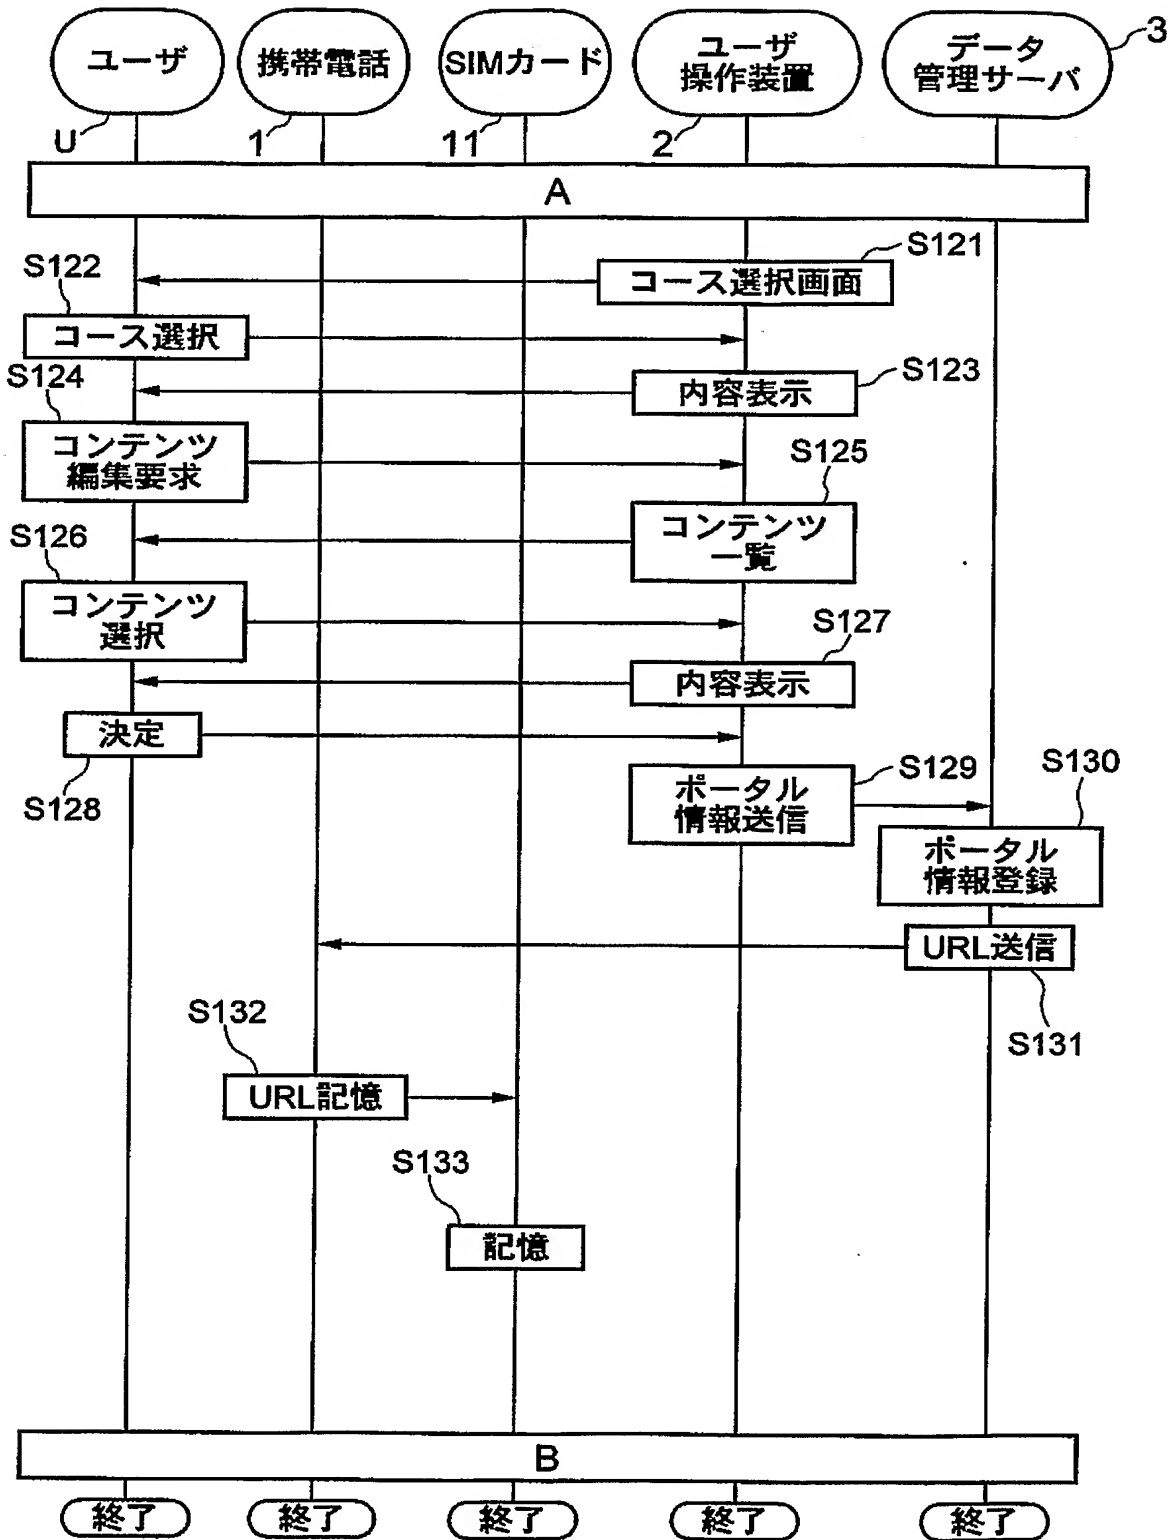 ユーザ
携帯電話
SIMカード
ユーザ
操作装置
データ
管理サーバ
3
U
1
11
2
A
S121
コース選択画面
S122
コース選択
S123
内容表示
S124
コンテンツ
編集要求
S125
コンテンツ
一覧
S126
コンテンツ
選択
S127
内容表示
決定
S128
S129
ポータル
情報送信
S130
ポータル
情報登録
URL送信
S131
S132
URL記憶
S133
記憶
B
終了
終了
終了
終了
終了